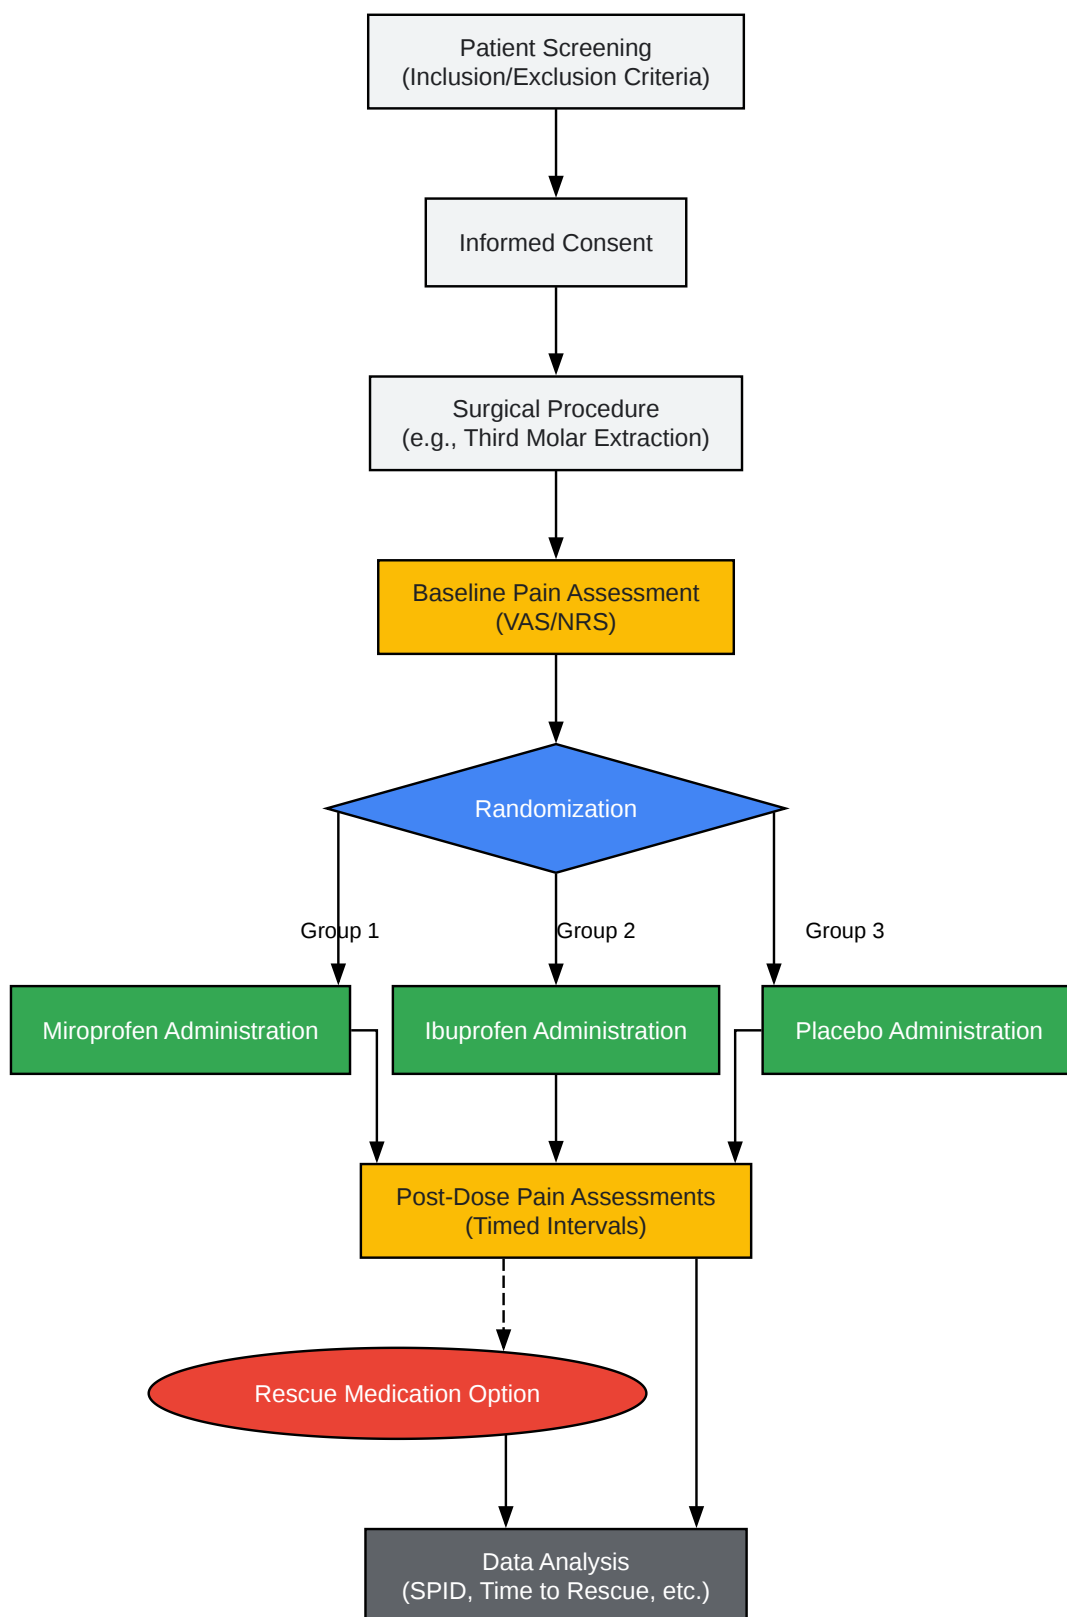 Patient Screening
(Inclusion/Exclusion Criteria)
Informed Consent
Surgical Procedure
(e.g., Third Molar Extraction)
Baseline Pain Assessment
(VAS/NRS)
Randomization
Group 1
Group 2
Group 3
Miroprofen Administration
Ibuprofen Administration
Placebo Administration
Post-Dose Pain Assessments
(Timed Intervals)
Rescue Medication Option
Data Analysis
(SPID, Time to Rescue, etc.)